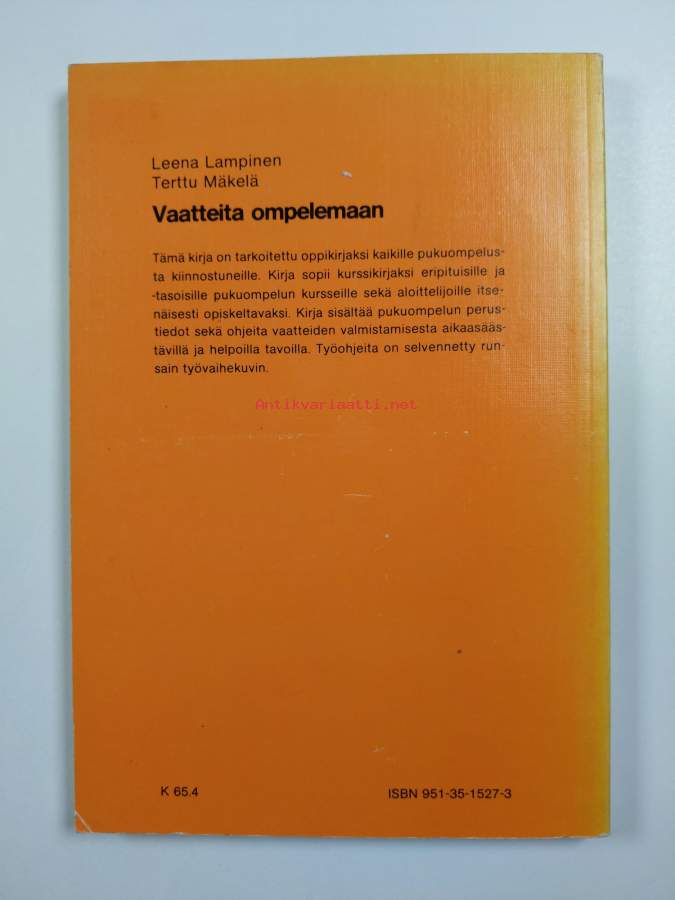 Leena Lampinen
Terttu Mäkelä
Vaatteita ompelemaan
Tämä kirja on tarkoitettu oppikirjaksi kaikille pukuompelus-
ta kiinnostuneille. Kirja sopii kurssikirjaksi eripituisille ja
-tasoisille pukuompelun kursseille sekä aloittelijoille itse-
näisesti opiskeltavaksi. Kirja sisältää pukuompelun perus-
tiedot sekä ohjeita vaatteiden valmistamisesta aikaasääs-
tävillä ja helpoilla tavoilla. Työohjeita on selvennetty run-
sain työvaihekuvin.
Antikvariaatti.net
K 65.4
ISBN 951-35-1527-3